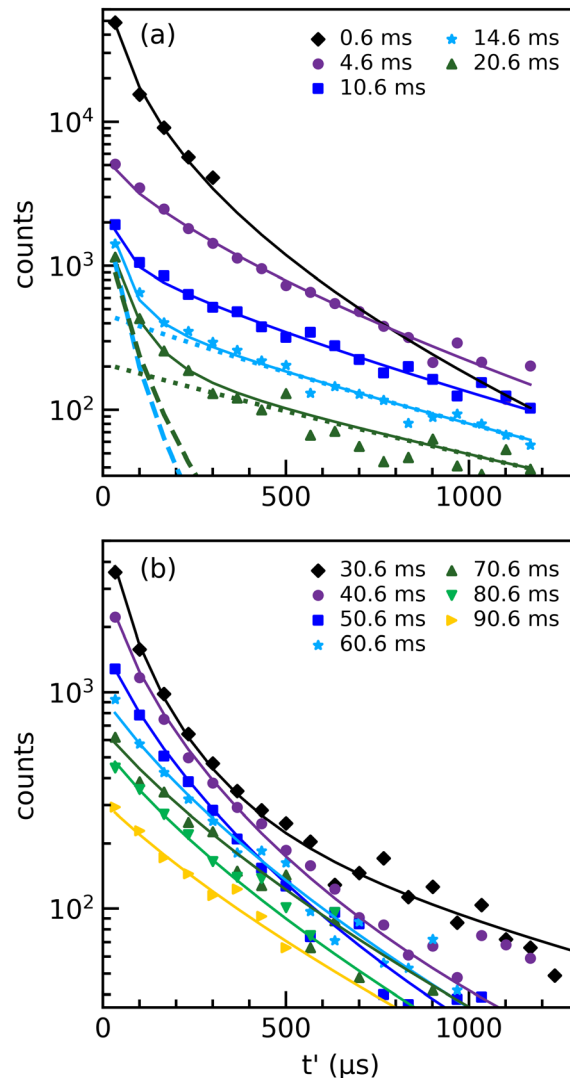 (a)
0.6 ms
4.6 ms
10.6 ms
14.6 ms
20.6 ms
10⁴
10³
10²
counts
0 500 1000
(b)
30.6 ms
40.6 ms
50.6 ms
60.6 ms
70.6 ms
80.6 ms
90.6 ms
10³
10²
counts
0 500 1000
t' (μs)